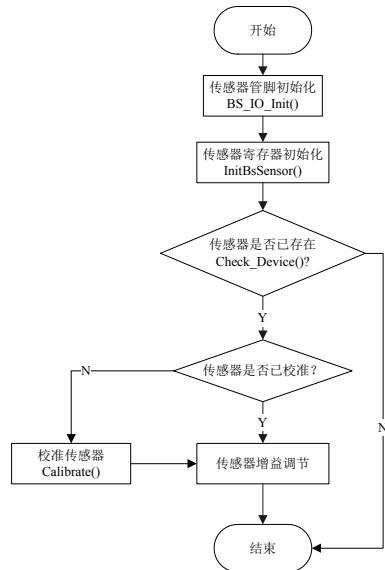 开始
传感器管脚初始化
BS_IO_Init()
传感器寄存器初始化
InitBsSensor()
传感器是否已存在
Check_Device()?
Y
N
传感器是否已校准？
N
Y
校准传感器
Calibrate()
传感器增益调节
结束